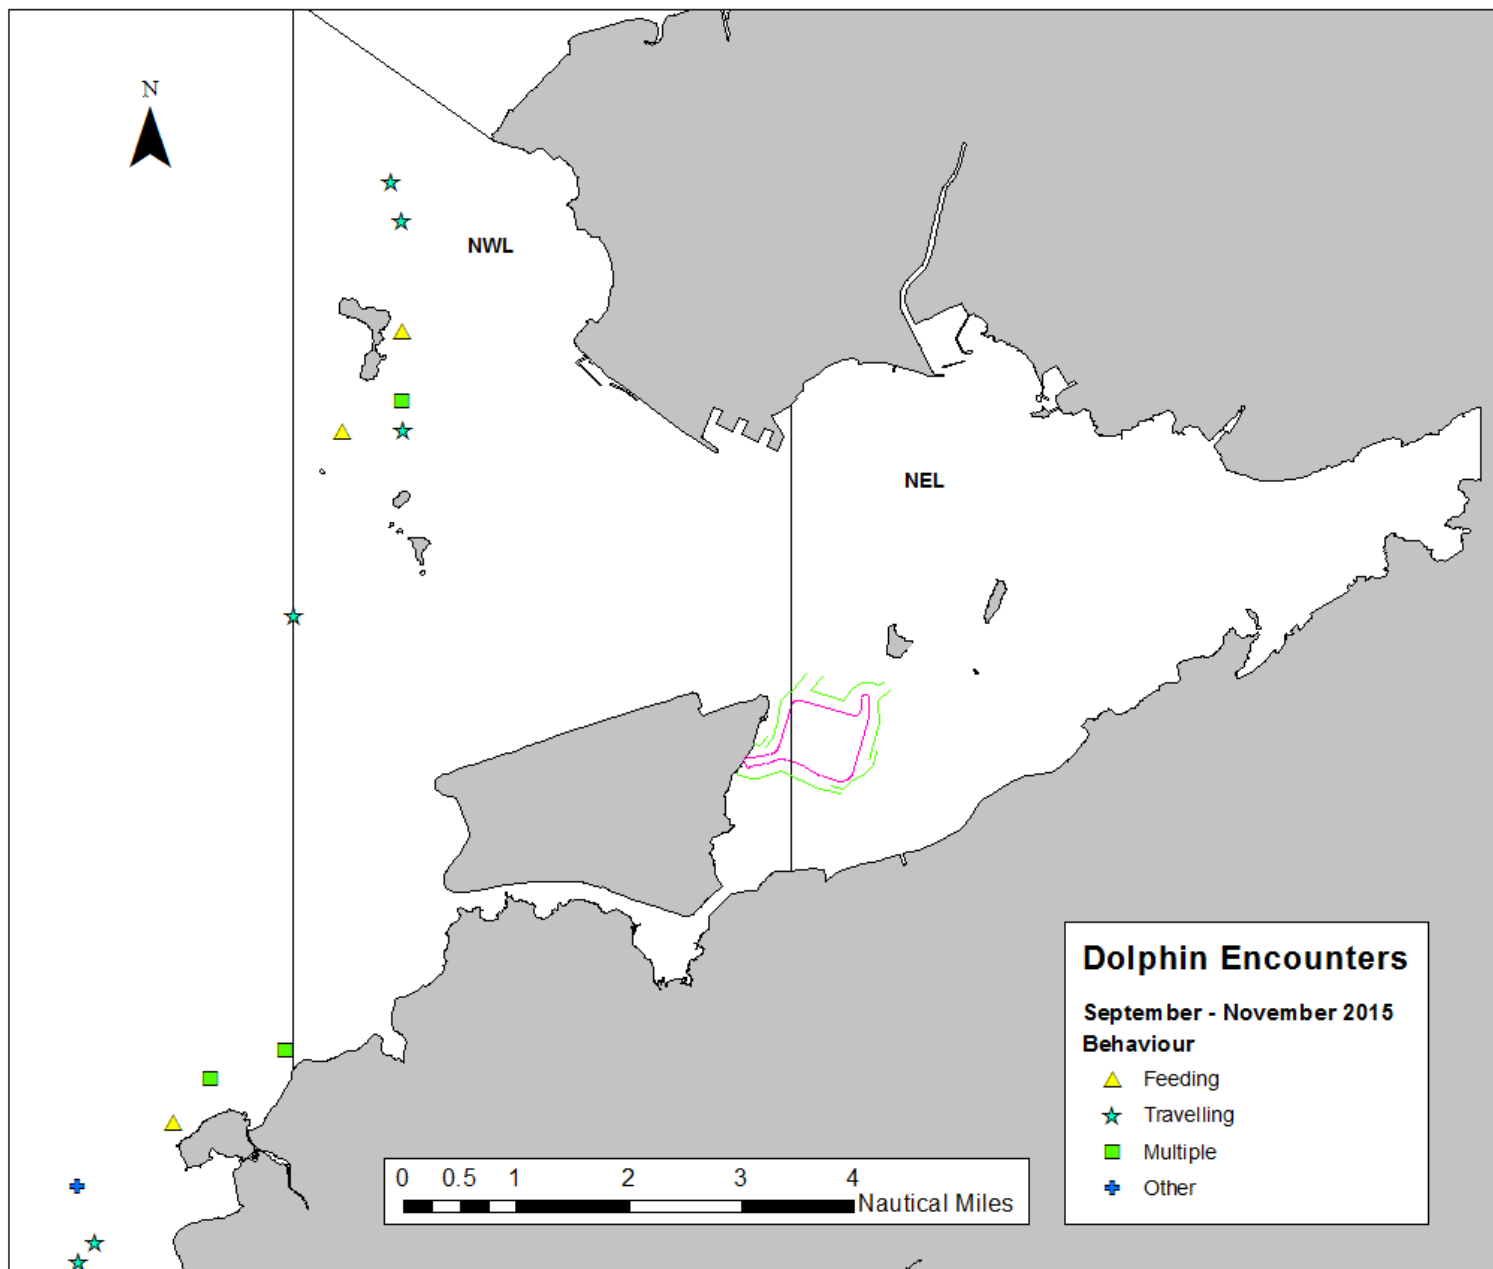 N
NWL
NEL
Dolphin Encounters
September - November 2015
Behaviour
Feeding
Travelling
Multiple
Other
0 0.5 1 2 3 4
Nautical Miles